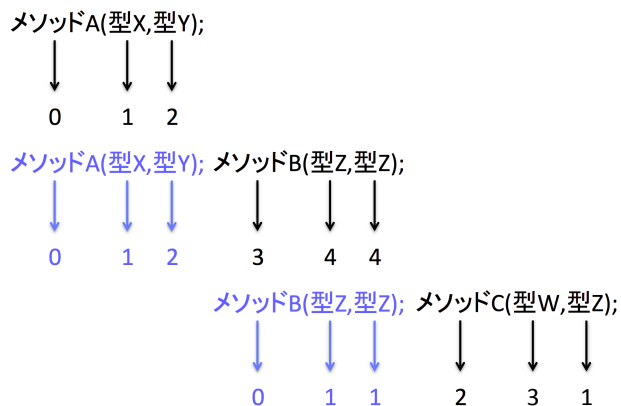 メソッドA(型X,型Y);
0 1 2
メソッドA(型X,型Y); メソッドB(型Z,型Z);
0 1 2 3 4 4
メソッドB(型Z,型Z); メソッドC(型W,型Z);
0 1 1 2 3 1